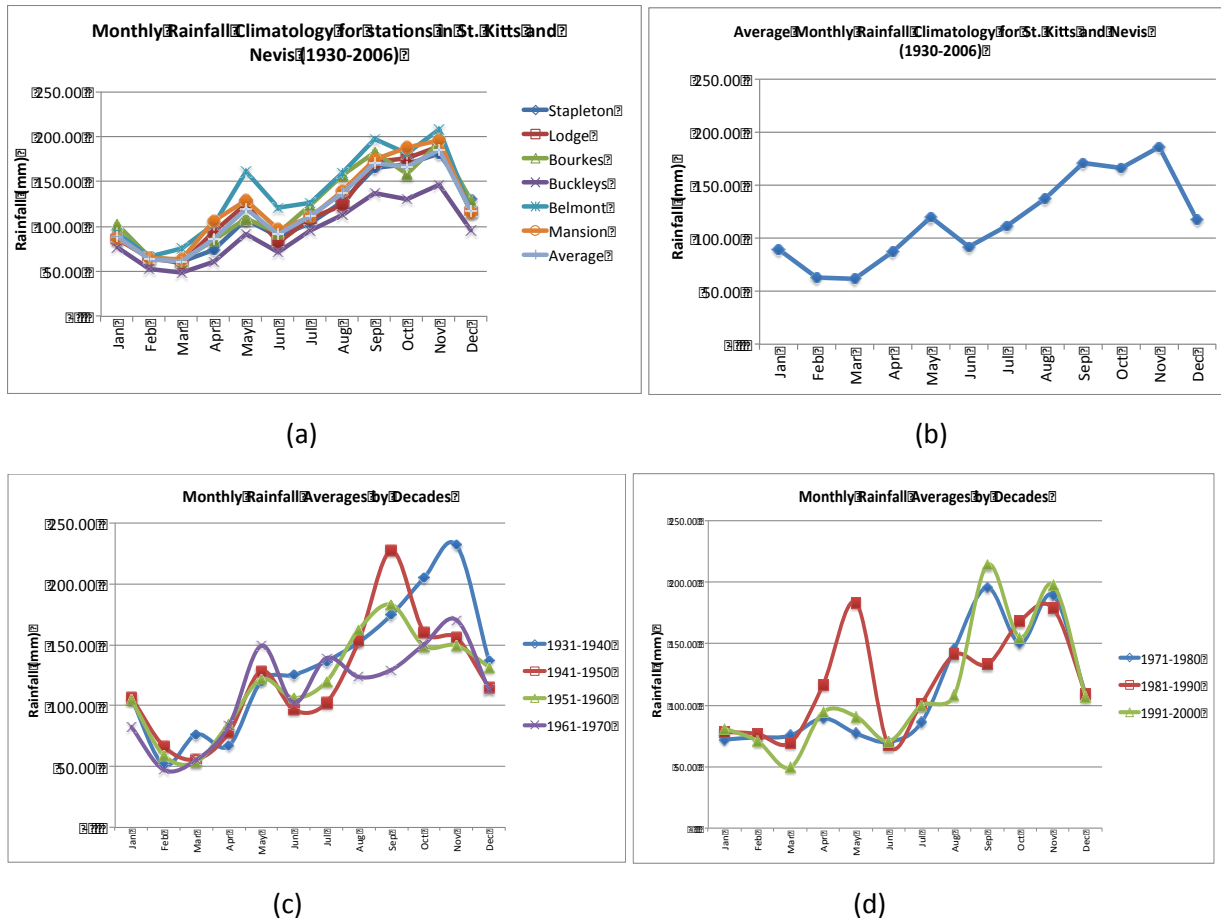 Monthly Rainfall Climatology for stations in St. Kitts and
Nevis (1930-2006)
Rainfall (mm)
250.00
200.00
150.00
100.00
50.00
-
Jan
Feb
Mar
Apr
May
Jun
Jul
Aug
Sep
Oct
Nov
Dec
Stapleton
Lodge
Bourkes
Buckleys
Belmont
Mansion
Average
(a)
Average Monthly Rainfall Climatology for St. Kitts and Nevis
(1930-2006)
Rainfall (mm)
250.00
200.00
150.00
100.00
50.00
-
Jan
Feb
Mar
Apr
May
Jun
Jul
Aug
Sep
Oct
Nov
Dec
(b)
Monthly Rainfall Averages by Decades
Rainfall (mm)
250.00
200.00
150.00
100.00
50.00
-
Jan
Feb
Mar
Apr
May
Jun
Jul
Aug
Sep
Oct
Nov
Dec
1931-1940
1941-1950
1951-1960
1961-1970
(c)
Monthly Rainfall Averages by Decades
Rainfall (mm)
250.00
200.00
150.00
100.00
50.00
-
Jan
Feb
Mar
Apr
May
Jun
Jul
Aug
Sep
Oct
Nov
Dec
1971-1980
1981-1990
1991-2000
(d)